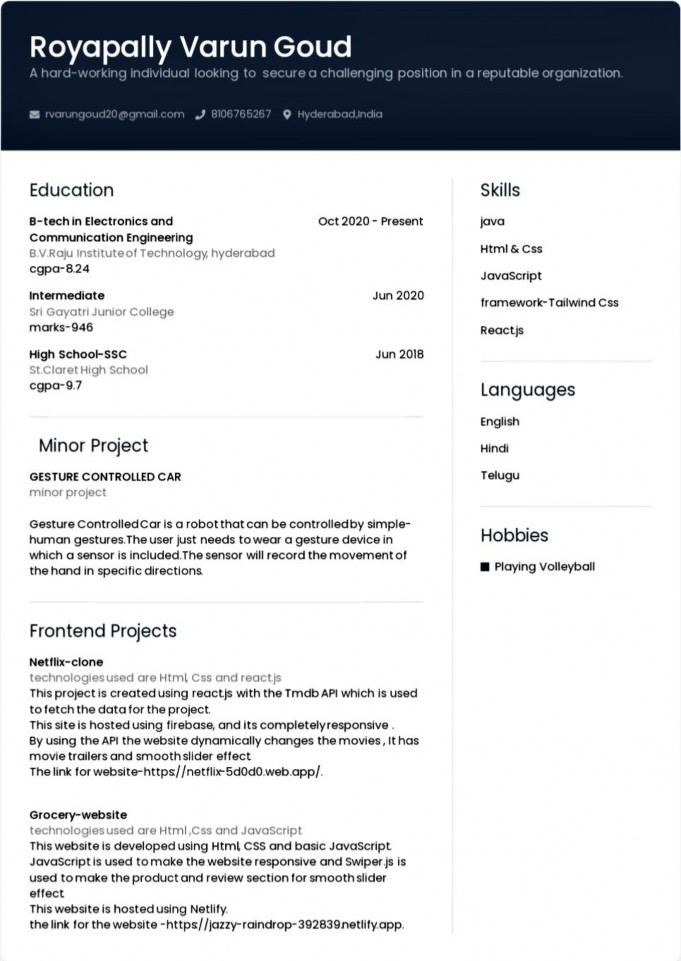 Royapally Varun Goud
A hard-working individual looking to secure a challenging position in a reputable organization.
rvarungoud20@gmail.com 8106765267 Hyderabad,India
Education
B-tech in Electronics and Oct 2020 - Present
Communication Engineering
B.V.Raju Institute of Technology, hyderabad
cgpa-8.24
Intermediate Jun 2020
Sri Gayatri Junior College
marks-946
High School-SSC Jun 2018
St.Claret High School
cgpa-9.7
Minor Project
GESTURE CONTROLLED CAR
minor project
Gesture Controlled Car is a robot that can be controlled by simple-
human gestures.The user just needs to wear a gesture device in
which a sensor is included.The sensor will record the movement of
the hand in specific directions.
Frontend Projects
Netflix-clone
technologies used are Html, Css and react.js
This project is created using react.js with the Tmdb API which is used
to fetch the data for the project.
This site is hosted using firebase, and its completely responsive .
By using the API the website dynamically changes the movies , It has
movie trailers and smooth slider effect
The link for website-https://netflix-5d0d0.web.app/.
Grocery-website
technologies used are Html ,Css and JavaScript
This website is developed using Html, CSS and basic JavaScript.
JavaScript is used to make the website responsive and Swiper.js is
used to make the product and review section for smooth slider
effect.
This website is hosted using Netlify.
the link for the website -https://jazzy-raindrop-392839.netlify.app.
Skills
java
Html & Css
JavaScript
framework-Tailwind Css
React.js
Languages
English
Hindi
Telugu
Hobbies
Playing Volleyball